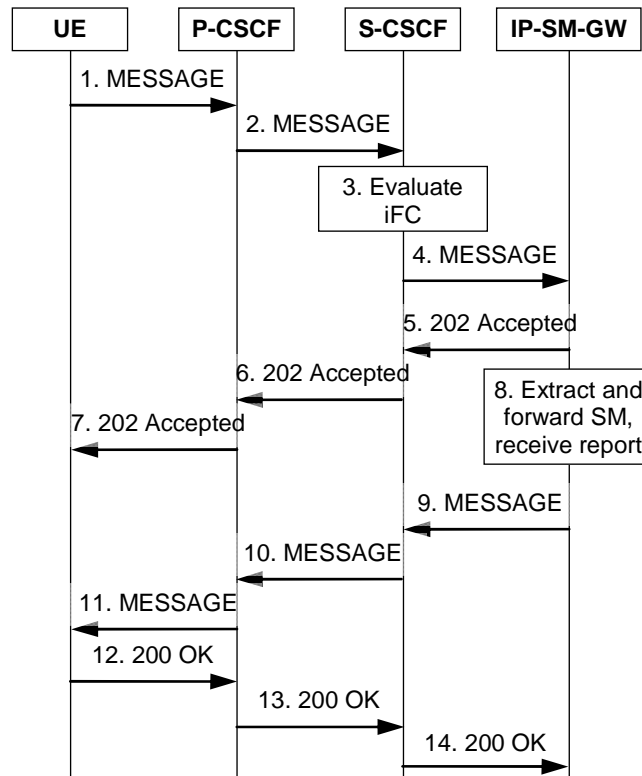 UE
P-CSCF
S-CSCF
IP-SM-GW
1. MESSAGE
2. MESSAGE
3. Evaluate
iFC
4. MESSAGE
5. 202 Accepted
6. 202 Accepted
7. 202 Accepted
8. Extract and
forward SM,
receive report
9. MESSAGE
10. MESSAGE
11. MESSAGE
12. 200 OK
13. 200 OK
14. 200 OK